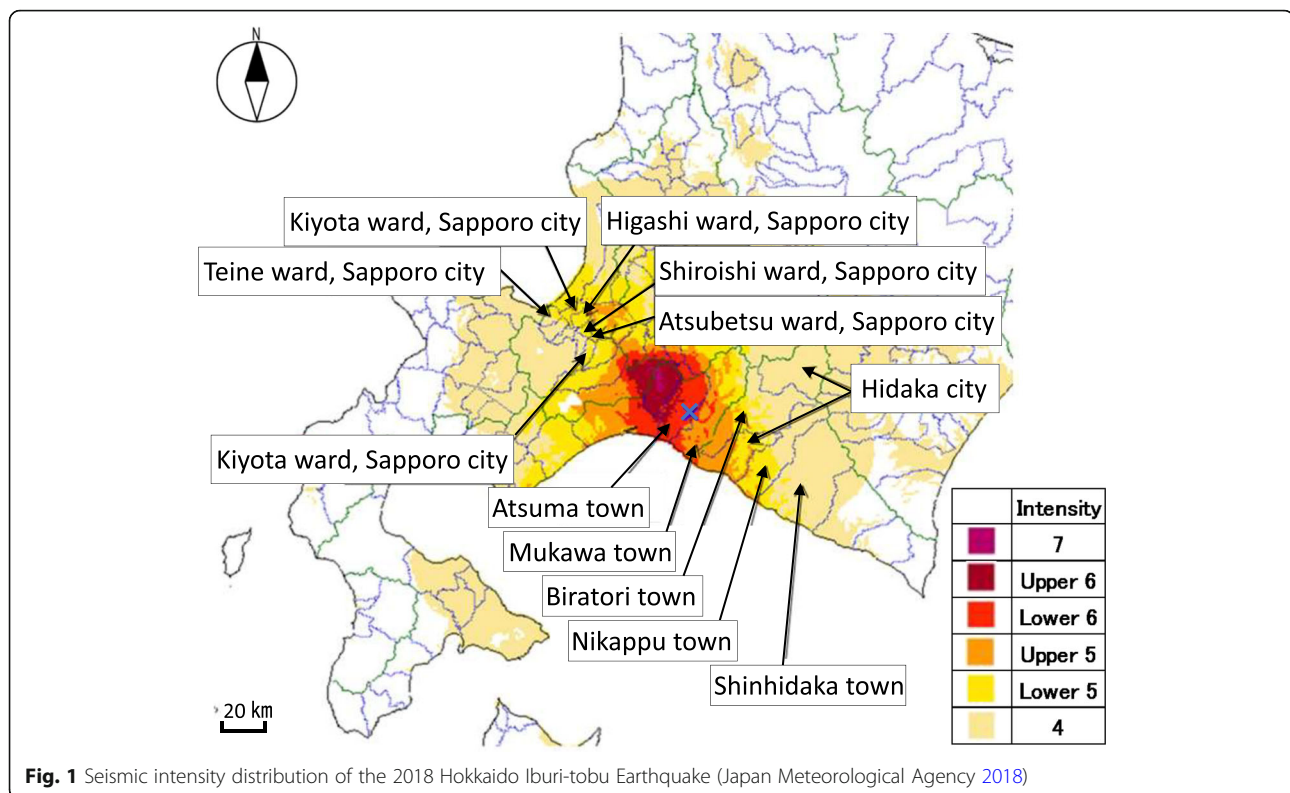 N
Kiyota ward, Sapporo city
Higashi ward, Sapporo city
Teine ward, Sapporo city
Shiroishi ward, Sapporo city
Atsubetsu ward, Sapporo city
Hidaka city
Kiyota ward, Sapporo city
Atsuma town
Mukawa town
Biratori town
Nikappu town
Shinhidaka town
Intensity
7
Upper 6
Lower 6
Upper 5
Lower 5
4
20 km
Fig. 1 Seismic intensity distribution of the 2018 Hokkaido Iburi-tobu Earthquake (Japan Meteorological Agency 2018)